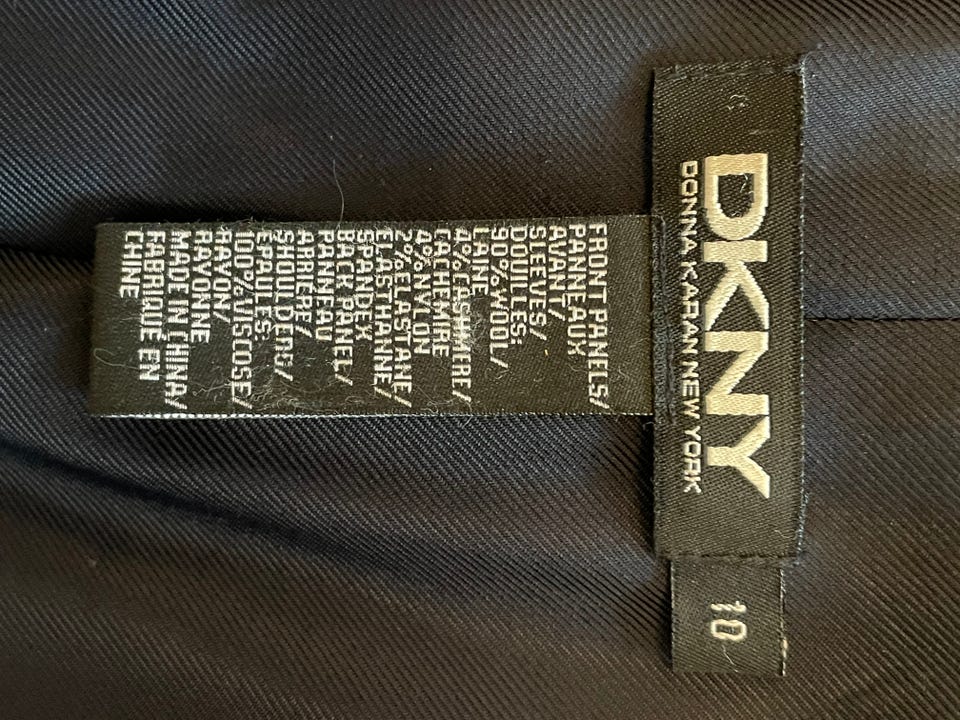 DKNY
DONNA KARAN NEW YORK
10
FRONT PANELS/
PANNEAUX
AVANT/
SLEEVES/
DOUILLES:
90% WOOL/
LAINE
4% CASHMERE/
CACHEMIRE
4% NYLON
2% ELASTANE/
ELASTHANNE/
SPANDEX
BACK PANEL/
PANNEAU
ARRIERE/
SHOULDERS/
EPAULES:
100% VISCOSE/
RAYON/
RAYONNE
MADE IN CHINA/
FABRIQUE EN
CHINE